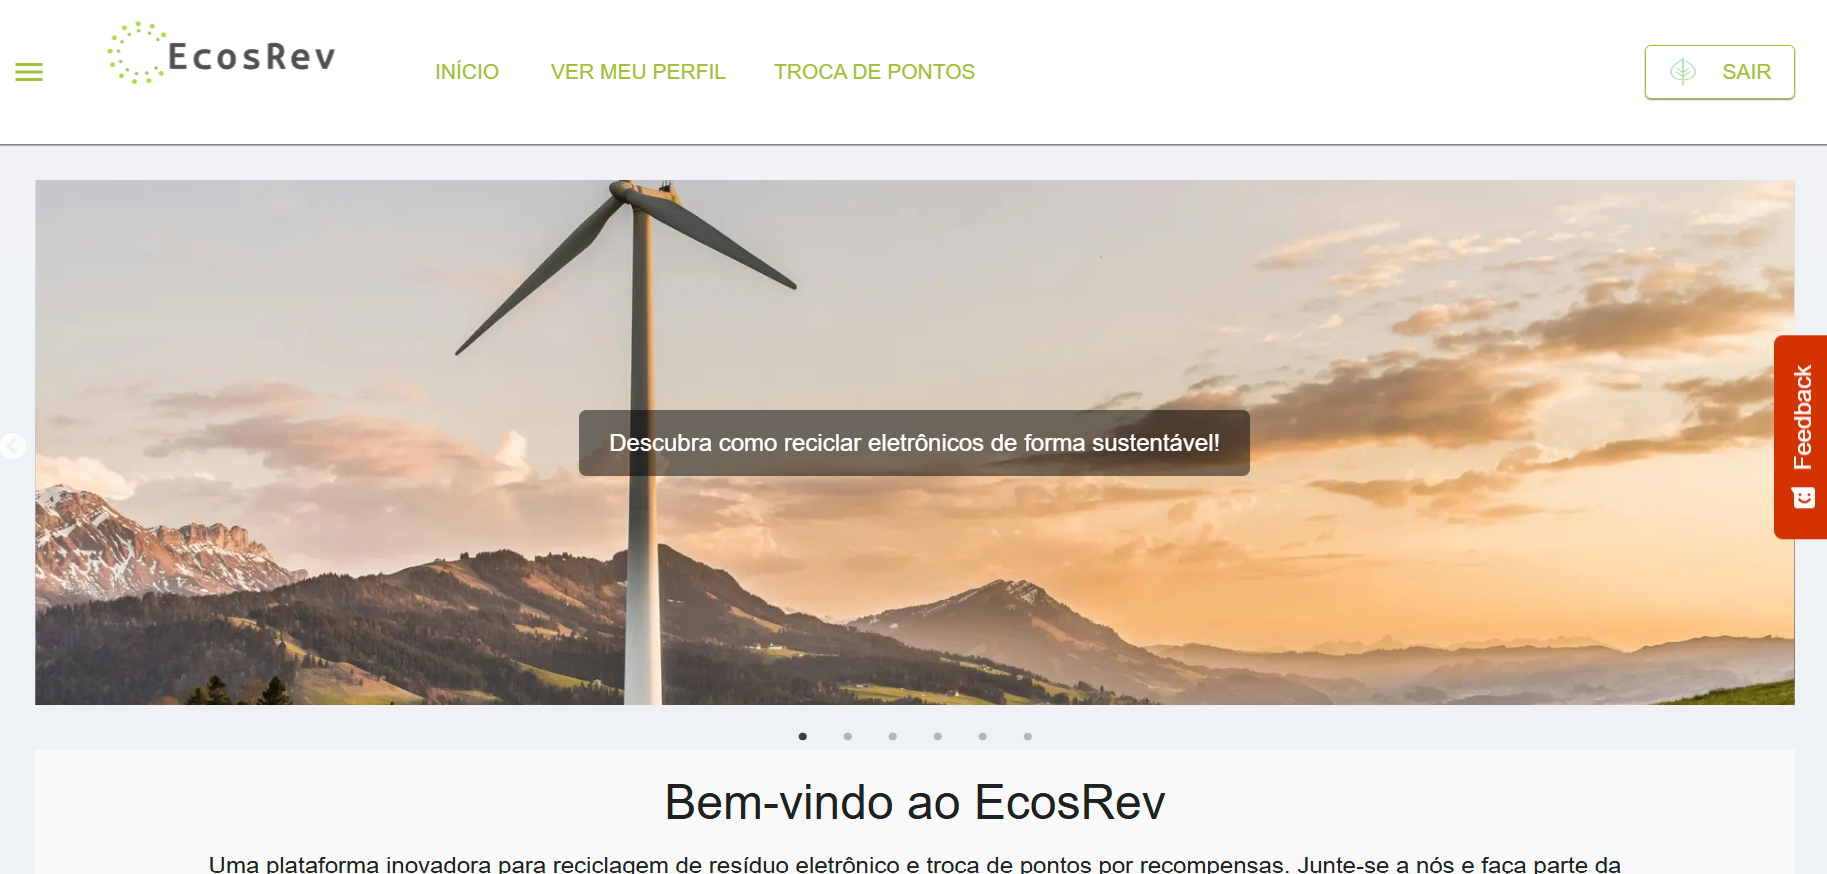 EcosRev
INÍCIO
VER MEU PERFIL
TROCA DE PONTOS
SAIR
Descubra como reciclar eletrônicos de forma sustentável!
Feedback
Bem-vindo ao EcosRev
Uma plataforma inovadora para reciclagem de resíduo eletrônico e troca de pontos por recompensas. Junte-se a nós e faça parte da